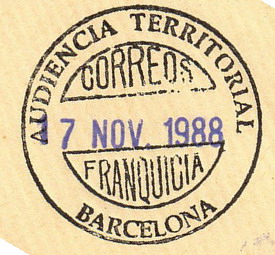 AUDIENCIA TERRITORIAL
CORREOS
17 NOV. 1988
FRANQUICIA
BARCELONA